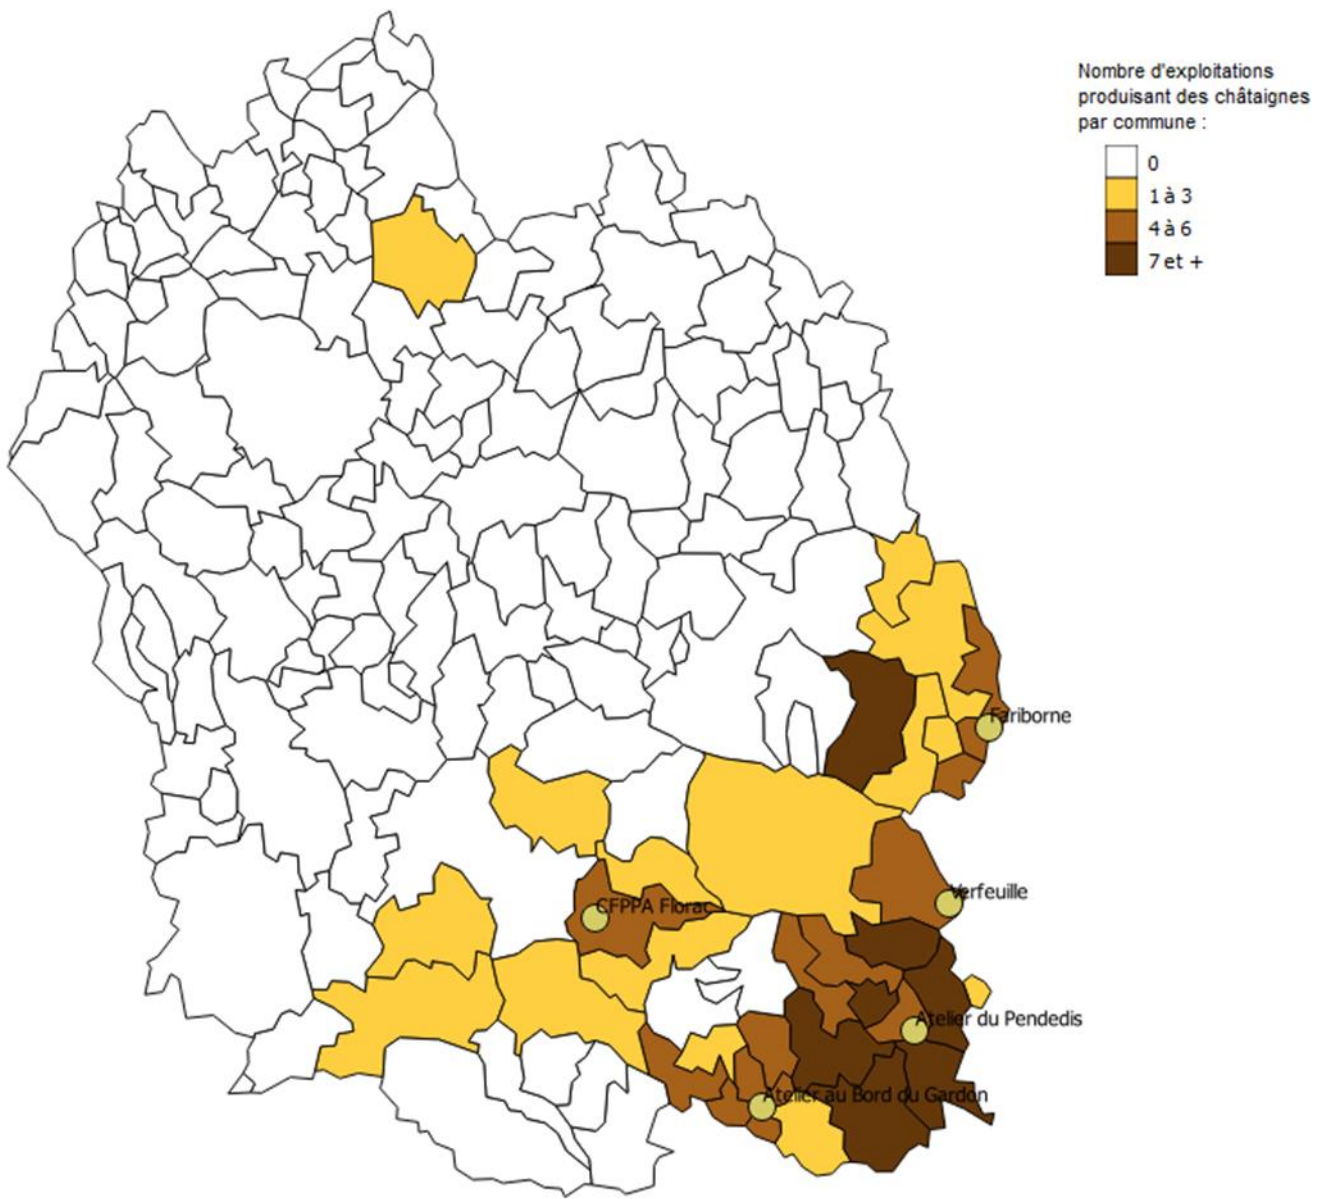 Nombre d'exploitations
produisant des châtaignes
par commune :
0
1 à 3
4 à 6
7 et +
Fariborne
Verfeuille
CFPPA Florac
Atelier du Pendedis
Atelier au Bord du Gardon